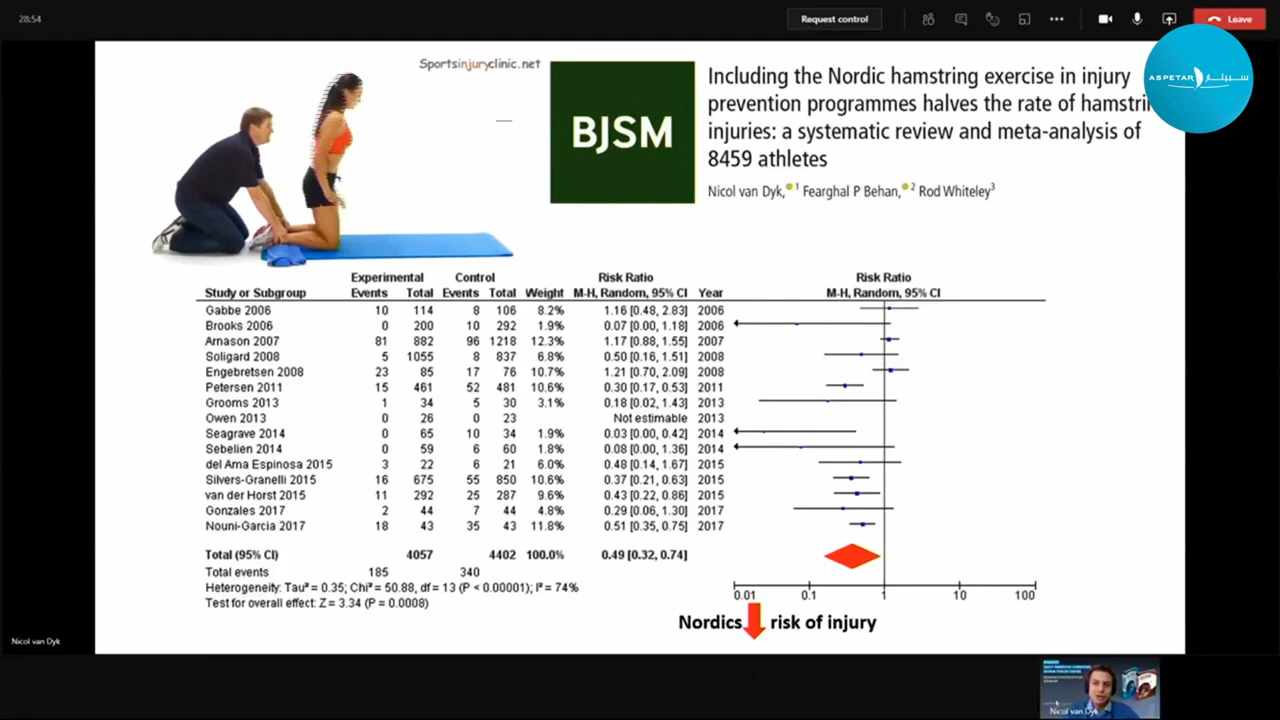 28:54
Request control
Leave
ASPETAR سبيتار
Sportsinjuryclinic.net
BJSM
Including the Nordic hamstring exercise in injury
prevention programmes halves the rate of hamstrin
injuries: a systematic review and meta-analysis of
8459 athletes
Nicol van Dyk, 1 Fearghal P Behan, 2 Rod Whiteley3
Experimental Control Risk Ratio Risk Ratio
Study or Subgroup Events Total Events Total Weight M-H, Random, 95% CI Year M-H, Random, 95% CI
Gabbe 2006 10 114 8 106 8.2% 1.16 [0.48, 2.83] 2006
Brooks 2006 0 200 10 292 1.9% 0.07 [0.00, 1.18] 2006
Arnason 2007 81 882 96 1218 12.3% 1.17 [0.88, 1.55] 2007
Soligard 2008 5 1055 8 837 6.8% 0.50 [0.16, 1.51] 2008
Engebretsen 2008 23 85 17 76 10.7% 1.21 [0.70, 2.09] 2008
Petersen 2011 15 461 52 481 10.6% 0.30 [0.17, 0.53] 2011
Grooms 2013 1 34 5 30 3.1% 0.18 [0.02, 1.43] 2013
Owen 2013 0 26 0 23 Not estimable 2013
Seagrave 2014 0 65 10 34 1.9% 0.03 [0.00, 0.42] 2014
Sebelien 2014 0 59 6 60 1.8% 0.08 [0.00, 1.36] 2014
del Ama Espinosa 2015 3 22 6 21 6.0% 0.48 [0.14, 1.67] 2015
Silvers-Granelli 2015 16 675 55 850 10.6% 0.37 [0.21, 0.63] 2015
van der Horst 2015 11 292 25 287 9.6% 0.43 [0.22, 0.86] 2015
Gonzales 2017 2 44 7 44 4.8% 0.29 [0.06, 1.30] 2017
Nouni-Garcia 2017 18 43 35 43 11.8% 0.51 [0.35, 0.75] 2017
Total (95% CI) 4057 4402 100.0% 0.49 [0.32, 0.74]
Total events 185 340
Heterogeneity: Tau² = 0.35; Chi² = 50.88, df = 13 (P < 0.00001); I² = 74%
Test for overall effect: Z = 3.34 (P = 0.0008)
0.01 0.1 1 10 100
Nordics risk of injury
Nicol van Dyk
Nicol van Dyk